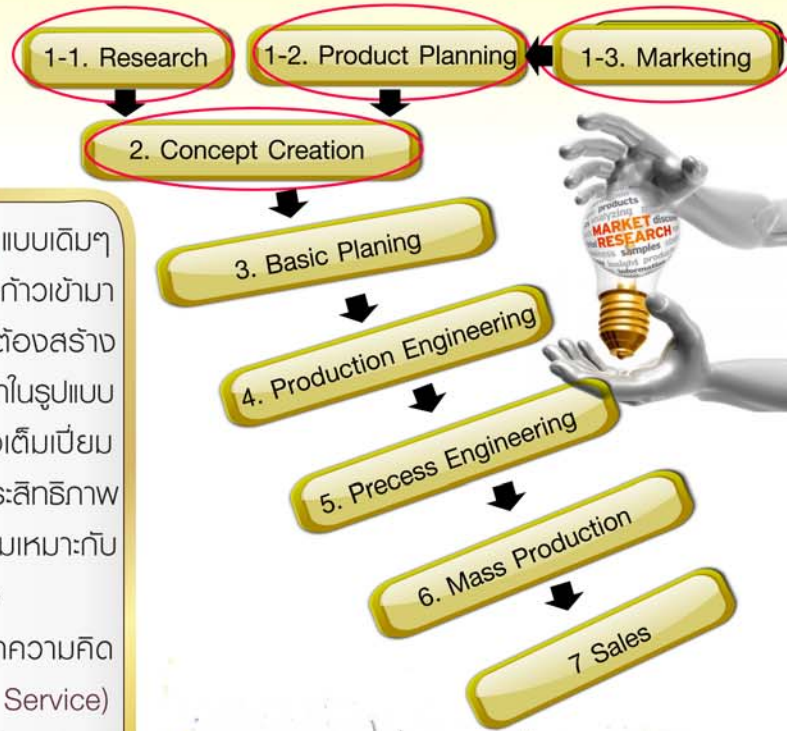 1-1. Research
1-2. Product Planning
1-3. Marketing
2. Concept Creation
3. Basic Planing
4. Production Engineering
5. Precess Engineering
6. Mass Production
7 Sales
products
analyzing
MARKET
RESEARCH
samples
insight
information
แบบเดิมๆ
ก้าวเข้ามา
ต้องสร้าง
ในรูปแบบ
เต็มเปี่ยม
ระสิทธิภาพ
มเหมาะกับ
ความคิด
Service)